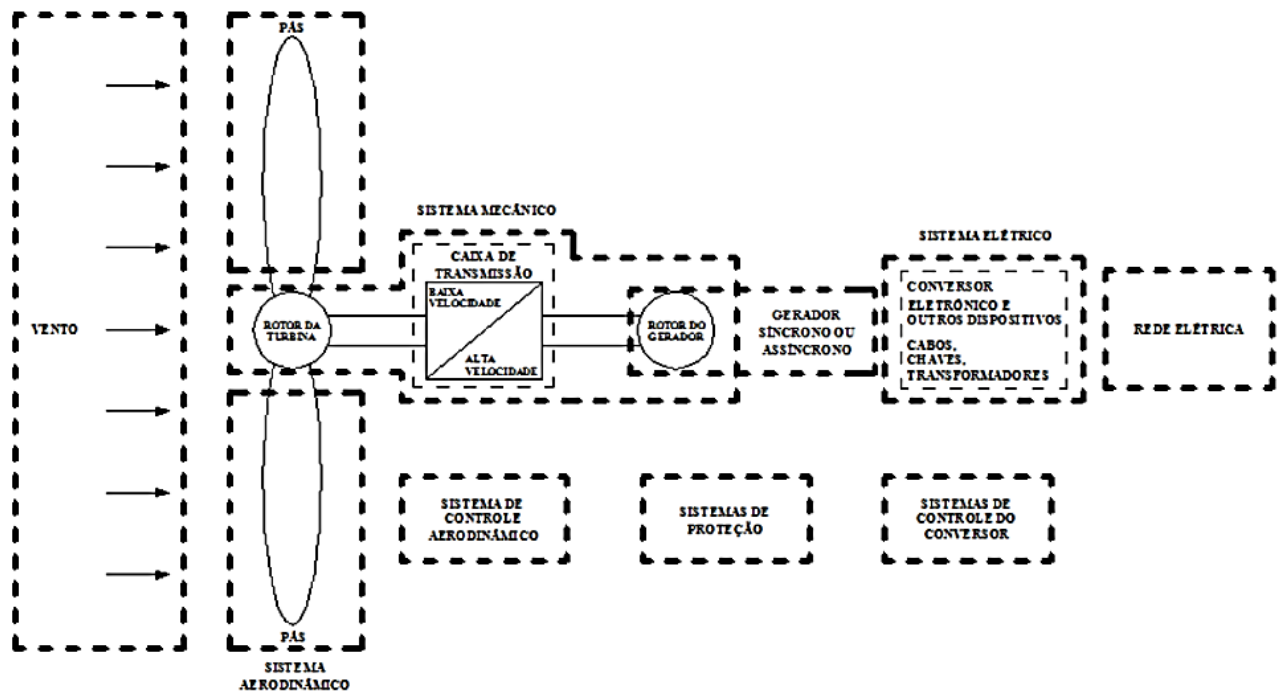 PÁS
VENTO
ROTOR DA
TURBINA
PÁS
SISTEMA
AERODINÂMICO
SISTEMA MECÂNICO
CAIXA DE
TRANSMISSÃO
BAIXA
VELOCIDADE
ALTA
VELOCIDADE
ROTOR DO
GERADOR
GERADOR
SÍNCRONO OU
ASSÍNCRONO
SISTEMA ELÉTRICO
CONVERSOR
ELETRÔNICO E
OUTROS DISPOSITIVOS
CABOS,
CHAVES,
TRANSFORMADORES
REDE ELÉTRICA
SISTEMA DE
CONTROLE
AERODINÂMICO
SISTEMAS DE
PROTEÇÃO
SISTEMAS DE
CONTROLE DO
CONVERSOR